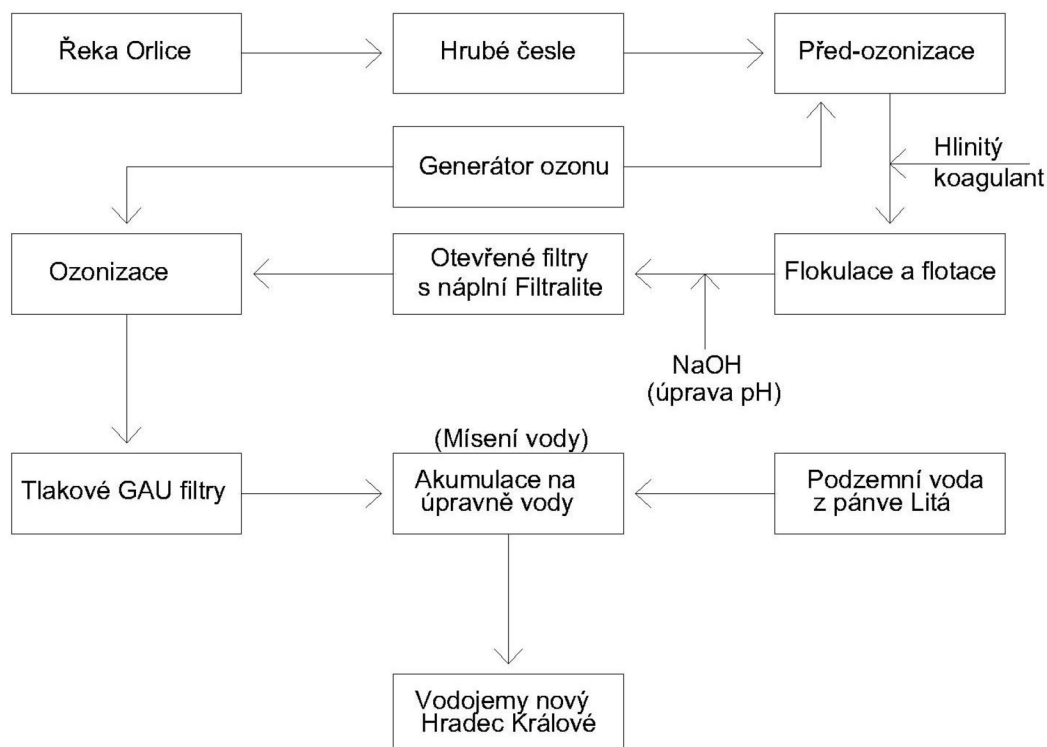 Řeka Orlice
Hrubé česle
Před-ozonizace
Generátor ozonu
Hlinitý
koagulant
Ozonizace
Otevřené filtry
s náplní Filtralite
Flokulace a flotace
NaOH
(úprava pH)
(Mísení vody)
Tlakové GAU filtry
Akumulace na
úpravně vody
Podzemní voda
z pánve Litá
Vodojemy nový
Hradec Králové